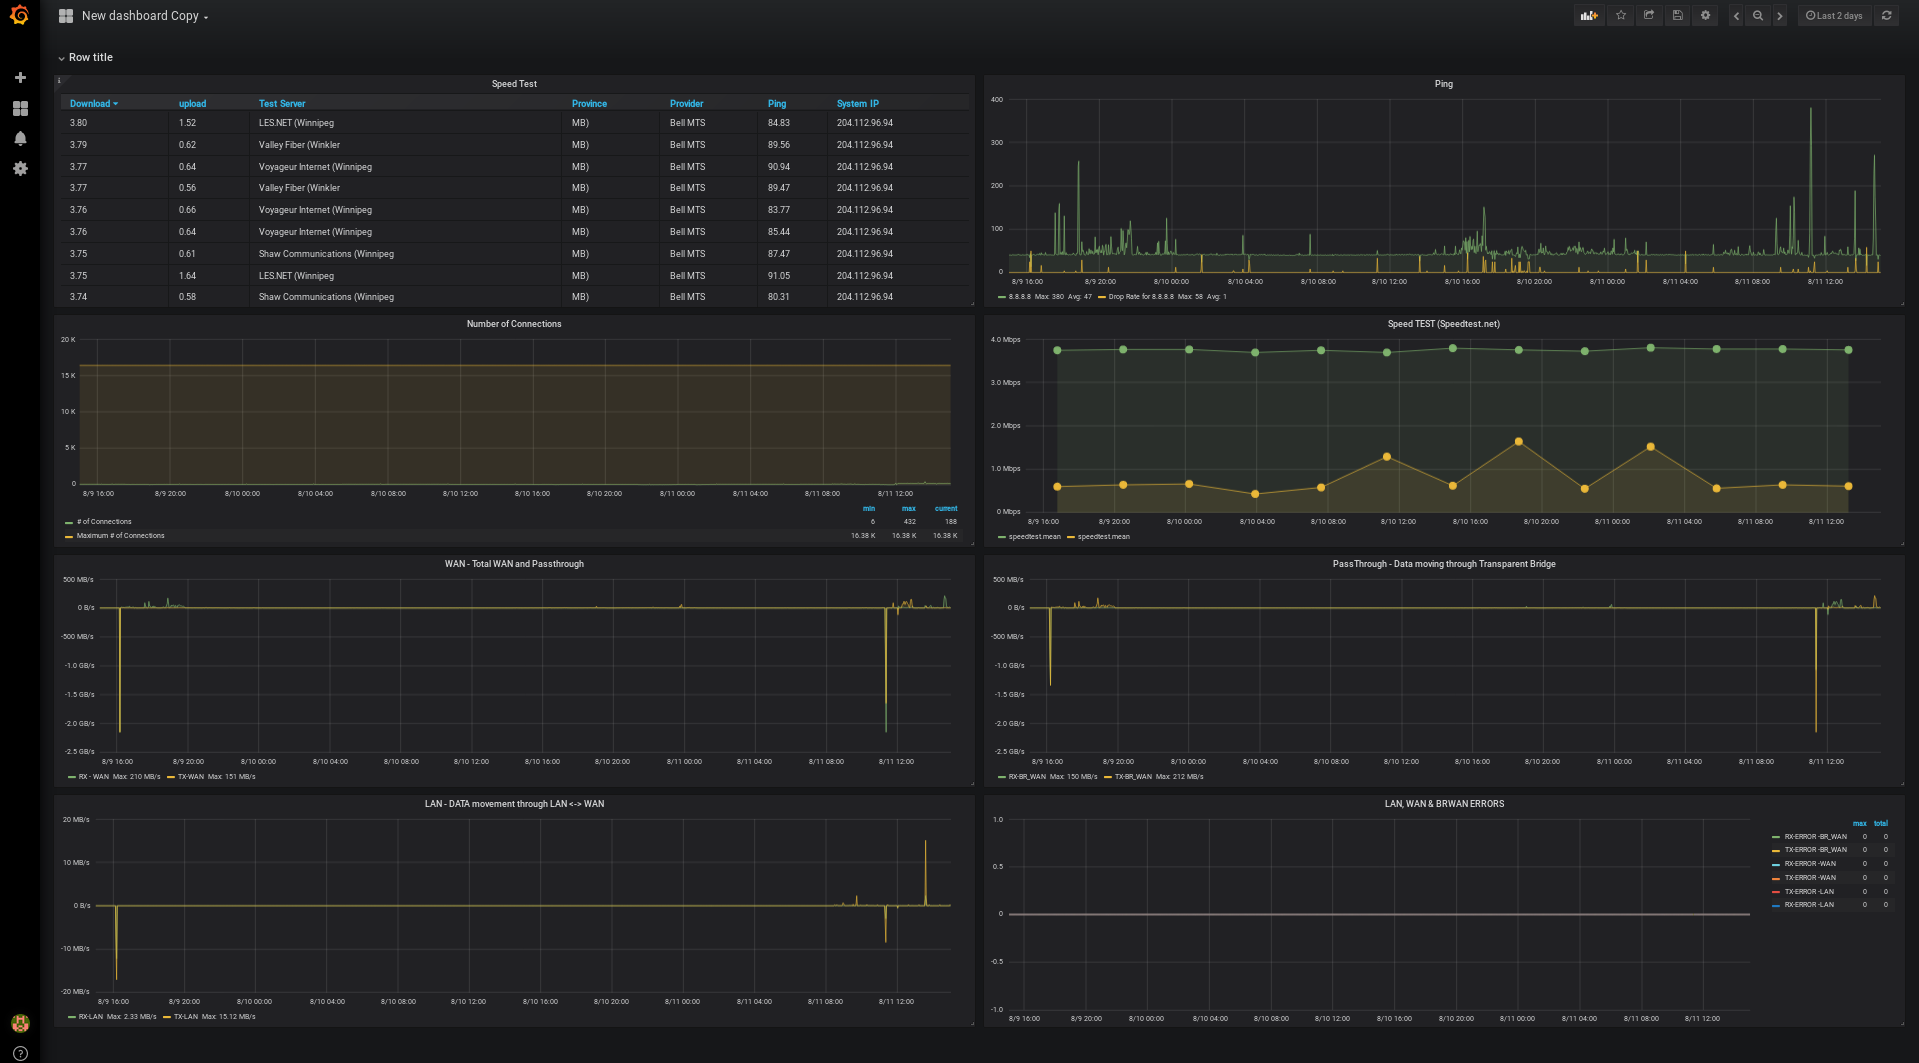 New dashboard Copy
Last 2 days
Row title
i
Speed Test
Download upload Test Server Province Provider Ping System IP
3.80 1.52 LES.NET (Winnipeg MB) Bell MTS 84.83 204.112.96.94
3.79 0.62 Valley Fiber (Winkler MB) Bell MTS 89.56 204.112.96.94
3.77 0.64 Voyageur Internet (Winnipeg MB) Bell MTS 90.94 204.112.96.94
3.77 0.56 Valley Fiber (Winkler MB) Bell MTS 89.47 204.112.96.94
3.76 0.66 Voyageur Internet (Winnipeg MB) Bell MTS 83.77 204.112.96.94
3.76 0.64 Voyageur Internet (Winnipeg MB) Bell MTS 85.44 204.112.96.94
3.75 0.61 Shaw Communications (Winnipeg MB) Bell MTS 87.47 204.112.96.94
3.75 1.64 LES.NET (Winnipeg MB) Bell MTS 91.05 204.112.96.94
3.74 0.58 Shaw Communications (Winnipeg MB) Bell MTS 80.31 204.112.96.94
Ping
400
300
200
100
0
8/9 16:00 8/9 20:00 8/10 00:00 8/10 04:00 8/10 08:00 8/10 12:00 8/10 16:00 8/10 20:00 8/11 00:00 8/11 04:00 8/11 08:00 8/11 12:00
8.8.8.8 Max: 380 Avg: 47 Drop Rate for 8.8.8.8 Max: 58 Avg: 1
Number of Connections
20 K
15 K
10 K
5 K
0
8/9 16:00 8/9 20:00 8/10 00:00 8/10 04:00 8/10 08:00 8/10 12:00 8/10 16:00 8/10 20:00 8/11 00:00 8/11 04:00 8/11 08:00 8/11 12:00
min max current
# of Connections 6 432 188
Maximum # of Connections 16.38 K 16.38 K 16.38 K
Speed TEST (Speedtest.net)
4.0 Mbps
3.0 Mbps
2.0 Mbps
1.0 Mbps
0 Mbps
8/9 16:00 8/9 20:00 8/10 00:00 8/10 04:00 8/10 08:00 8/10 12:00 8/10 16:00 8/10 20:00 8/11 00:00 8/11 04:00 8/11 08:00 8/11 12:00
speedtest.mean speedtest.mean
WAN - Total WAN and Passthrough
500 MB/s
0 B/s
-500 MB/s
-1.0 GB/s
-1.5 GB/s
-2.0 GB/s
-2.5 GB/s
8/9 16:00 8/9 20:00 8/10 00:00 8/10 04:00 8/10 08:00 8/10 12:00 8/10 16:00 8/10 20:00 8/11 00:00 8/11 04:00 8/11 08:00 8/11 12:00
RX - WAN Max: 210 MB/s TX-WAN Max: 151 MB/s
PassThrough - Data moving through Transparent Bridge
500 MB/s
0 B/s
-500 MB/s
-1.0 GB/s
-1.5 GB/s
-2.0 GB/s
-2.5 GB/s
8/9 16:00 8/9 20:00 8/10 00:00 8/10 04:00 8/10 08:00 8/10 12:00 8/10 16:00 8/10 20:00 8/11 00:00 8/11 04:00 8/11 08:00 8/11 12:00
RX-BR_WAN Max: 150 MB/s TX-BR_WAN Max: 212 MB/s
LAN - DATA movement through LAN <-> WAN
20 MB/s
10 MB/s
0 B/s
-10 MB/s
-20 MB/s
8/9 16:00 8/9 20:00 8/10 00:00 8/10 04:00 8/10 08:00 8/10 12:00 8/10 16:00 8/10 20:00 8/11 00:00 8/11 04:00 8/11 08:00 8/11 12:00
RX-LAN Max: 2.33 MB/s TX-LAN Max: 15.12 MB/s
LAN, WAN & BRWAN ERRORS
1.0
0.5
0
-0.5
-1.0
8/9 16:00 8/9 20:00 8/10 00:00 8/10 04:00 8/10 08:00 8/10 12:00 8/10 16:00 8/10 20:00 8/11 00:00 8/11 04:00 8/11 08:00 8/11 12:00
max total
RX-ERROR -BR_WAN 0 0
TX-ERROR -BR_WAN 0 0
RX-ERROR -WAN 0 0
TX-ERROR -WAN 0 0
TX-ERROR -LAN 0 0
RX-ERROR -LAN 0 0
?